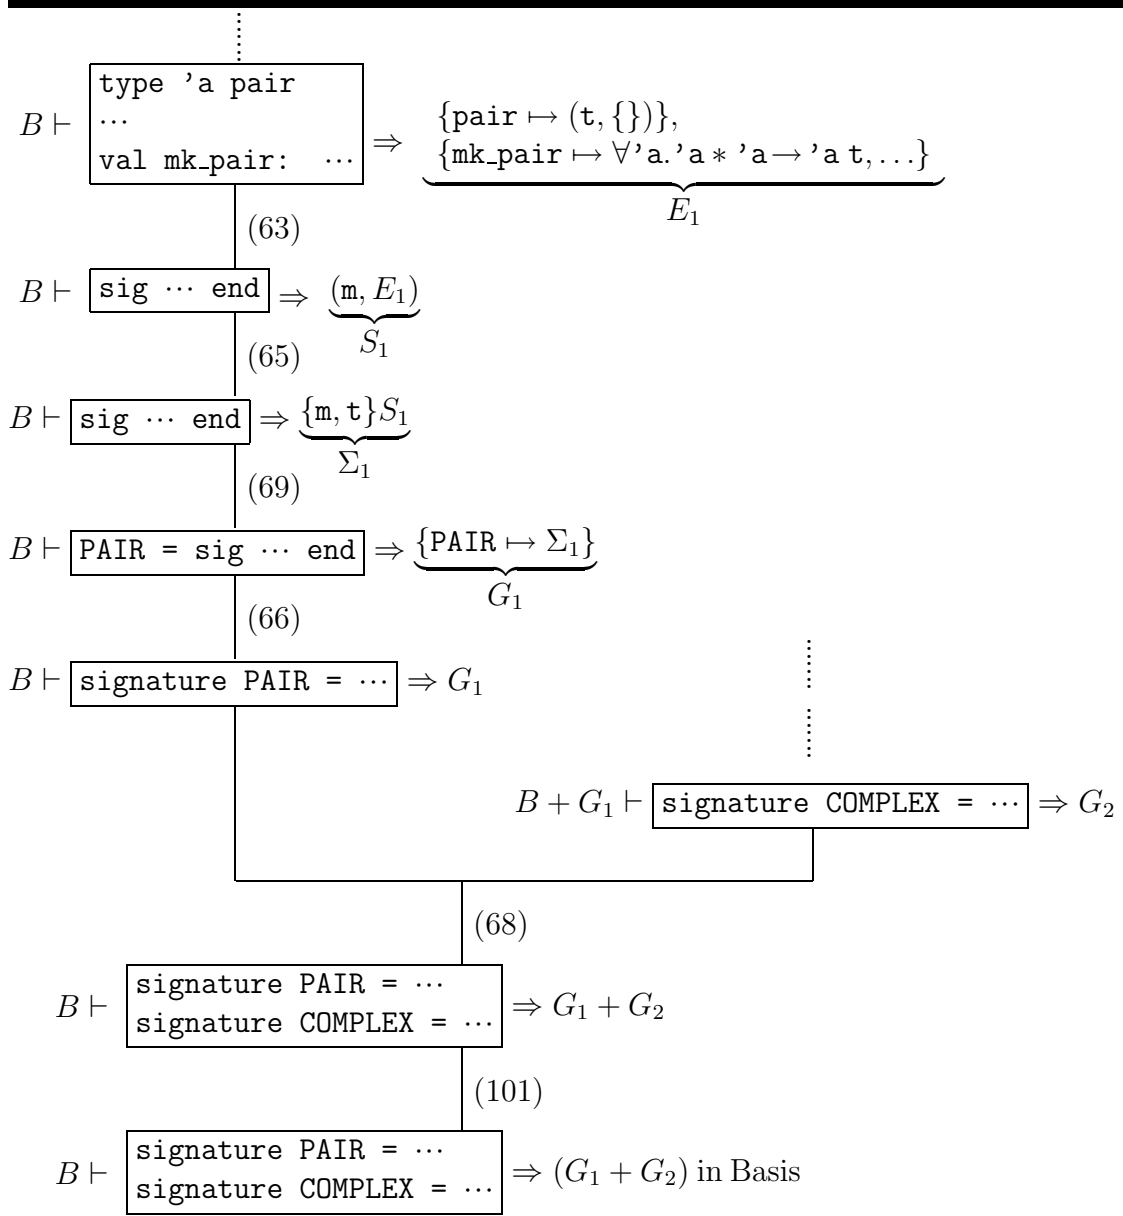 B ⊢ type 'a pair
···
val mk_pair: ··· ⇒ {pair ↦ (t, {})},
{mk_pair ↦ ∀'a.'a ∗ 'a → 'a t, …}
E₁
(63)
B ⊢ sig ··· end ⇒ (m, E₁)
S₁
(65)
B ⊢ sig ··· end ⇒ {m, t}S₁
Σ₁
(69)
B ⊢ PAIR = sig ··· end ⇒ {PAIR ↦ Σ₁}
G₁
(66)
B ⊢ signature PAIR = ··· ⇒ G₁
B + G₁ ⊢ signature COMPLEX = ··· ⇒ G₂
(68)
B ⊢ signature PAIR = ···
signature COMPLEX = ··· ⇒ G₁ + G₂
(101)
B ⊢ signature PAIR = ···
signature COMPLEX = ··· ⇒ (G₁ + G₂) in Basis